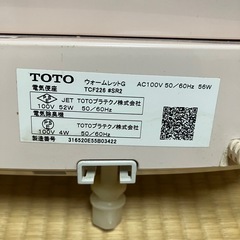 TOTO ウォームレットG AC100V 50/60Hz 56W
電気便座 TCF226 #SR2
JET TOTOプラテクノ株式会社
100V 52W 50/60Hz
電気除臭機
TOTOプラテクノ株式会社
100V 4W 50/60Hz
製造番号 316520E55B03422